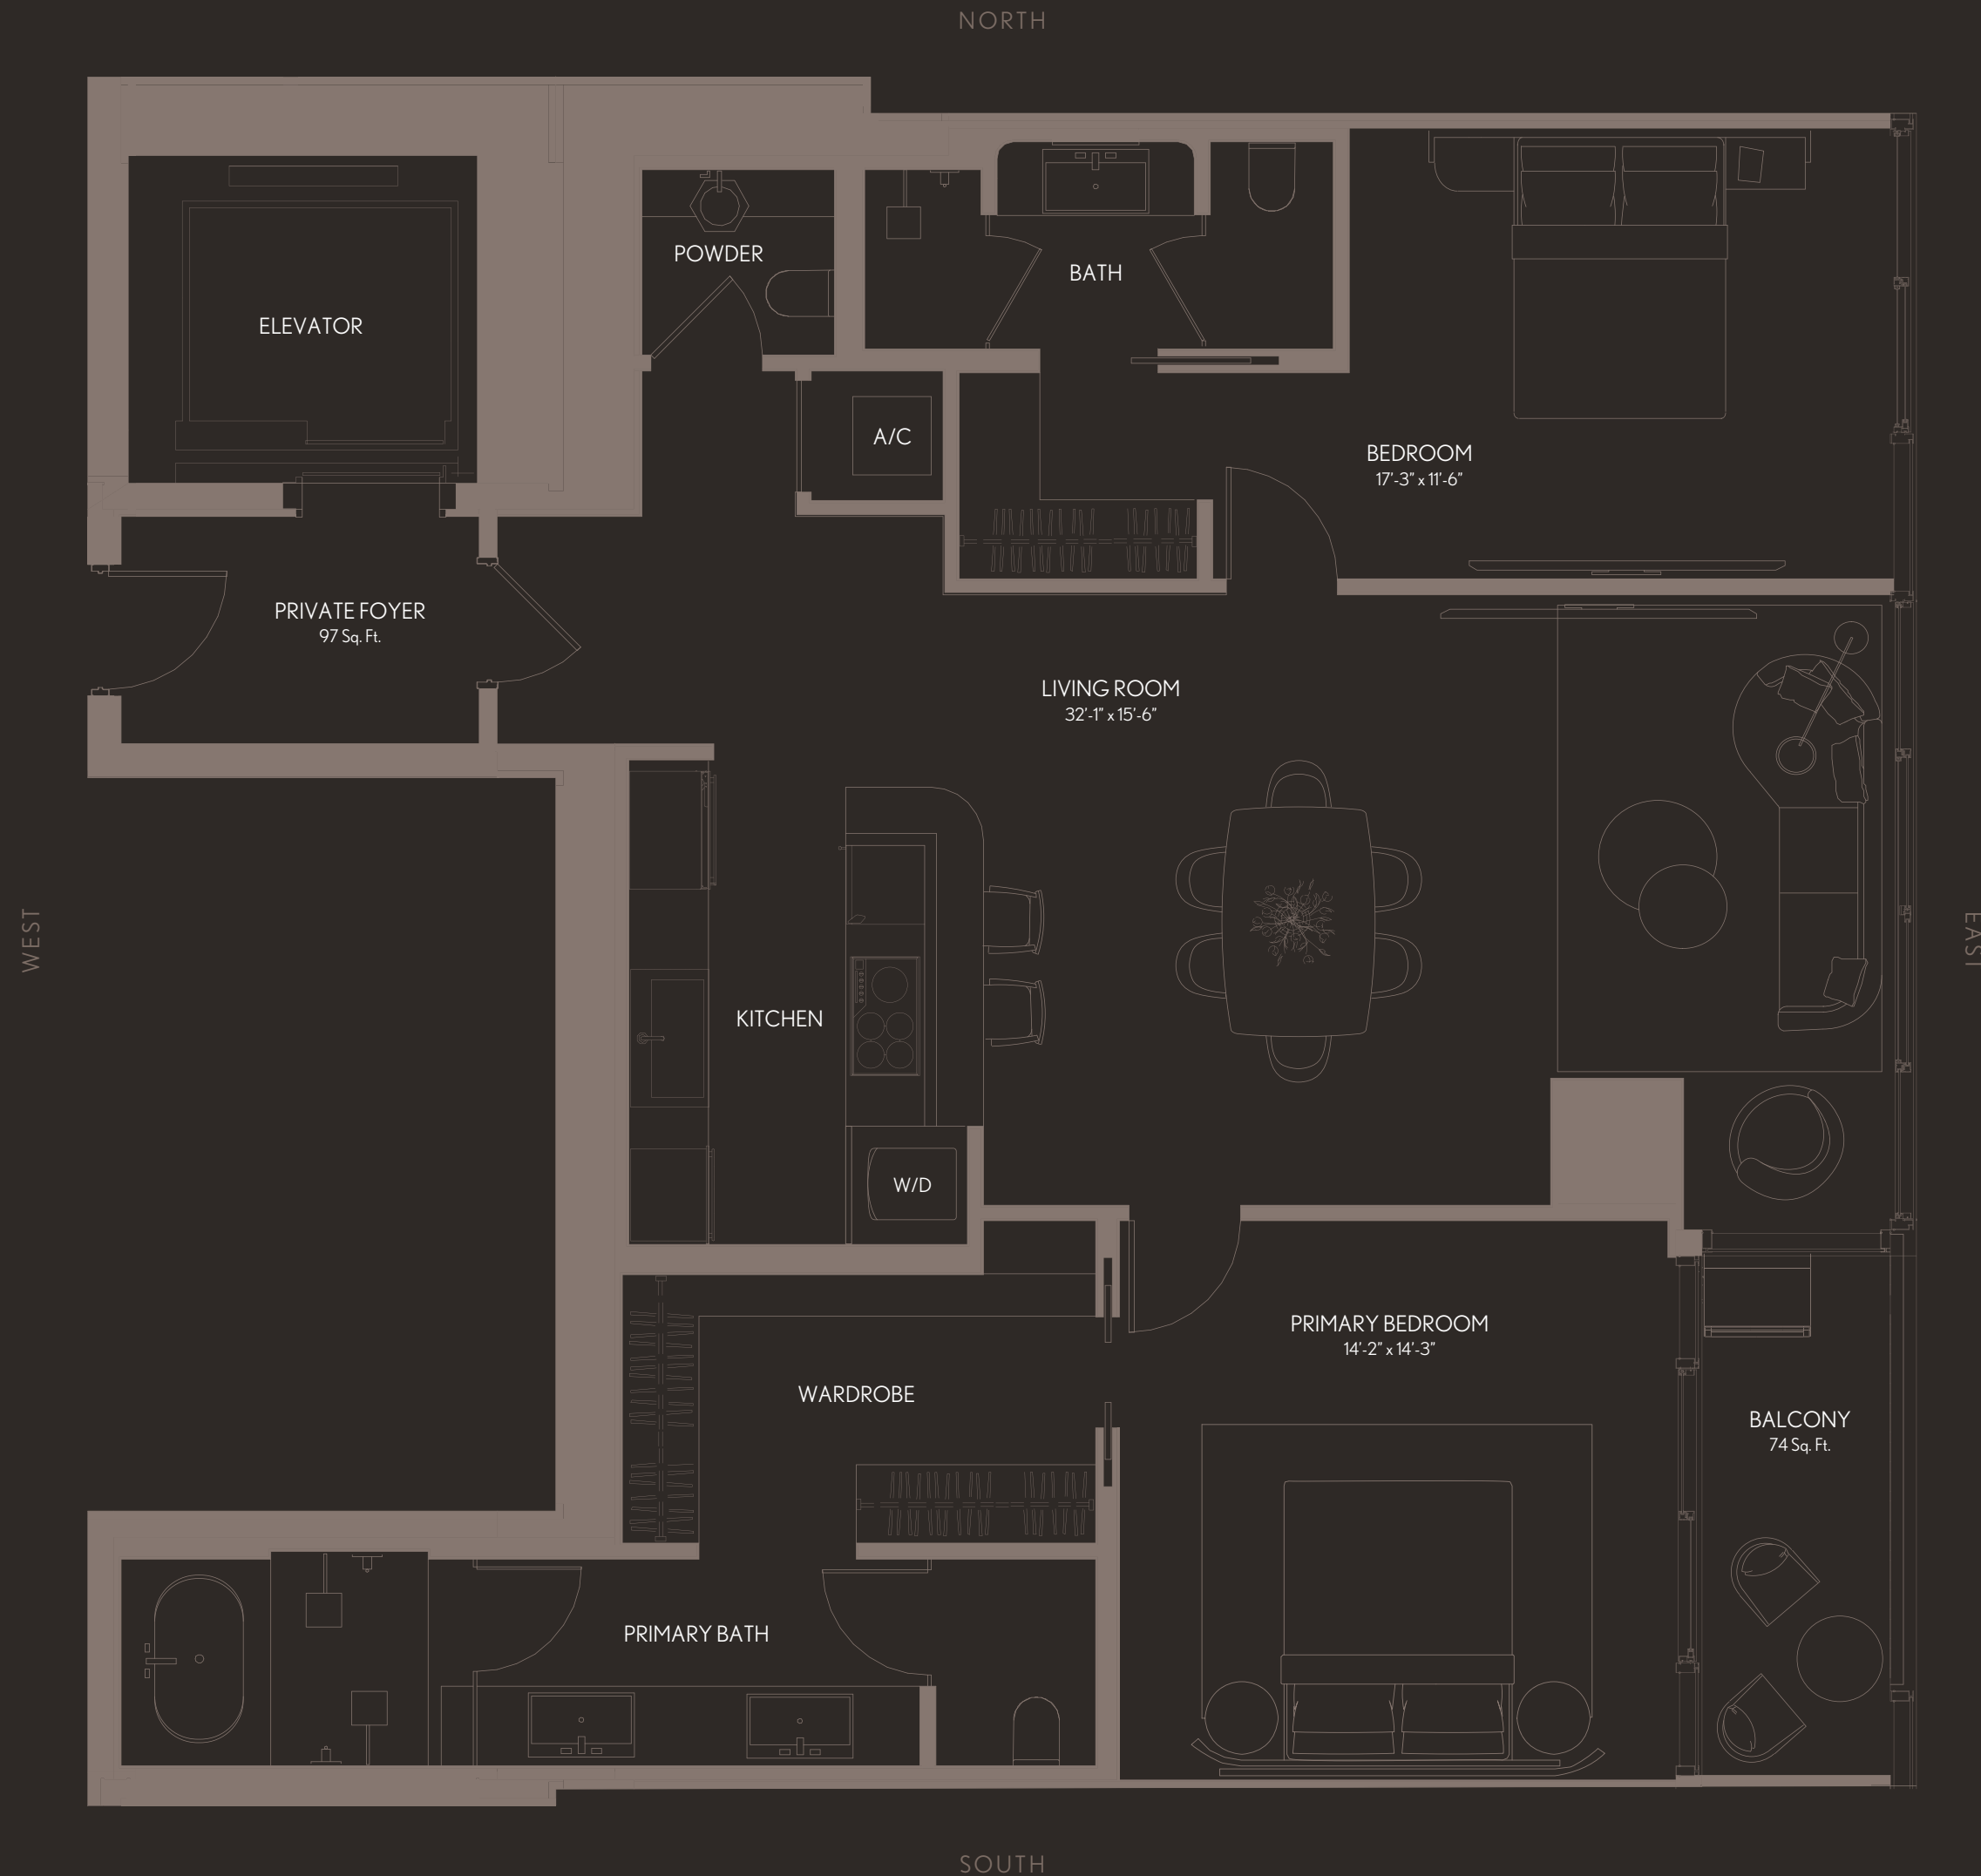 NORTH
POWDER
BATH
ELEVATOR
A/C
BEDROOM
17'-3" x 11'-6"
PRIVATE FOYER
97 Sq. Ft.
LIVING ROOM
32'-1" x 15'-6"
WEST
EAST
KITCHEN
W/D
PRIMARY BEDROOM
14'-2" x 14'-3"
WARDROBE
BALCONY
74 Sq. Ft.
PRIMARY BATH
SOUTH